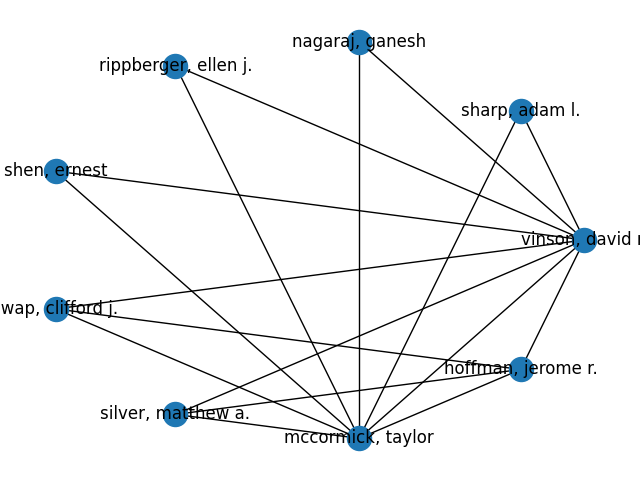 nagaraj, ganesh
rippberger, ellen j.
sharp, adam l.
shen, ernest
vinson, david r
wap, clifford j.
hoffman, jerome r.
silver, matthew a.
mccormick, taylor